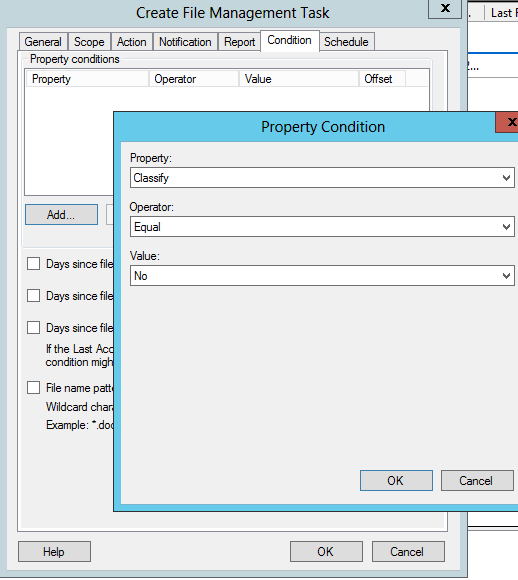 Create File Management Task
X
Last
General Scope Action Notification Report Condition Schedule
Property conditions
Property Operator Value Offset
2...
Property Condition
X
Property:
Classify
Add...
Operator:
Equal
Value:
No
Days since file
Days since file
Days since file
If the Last Acc
condition migh
File name patt
Wildcard chara
Example: *.doc
OK Cancel
Help OK Cancel